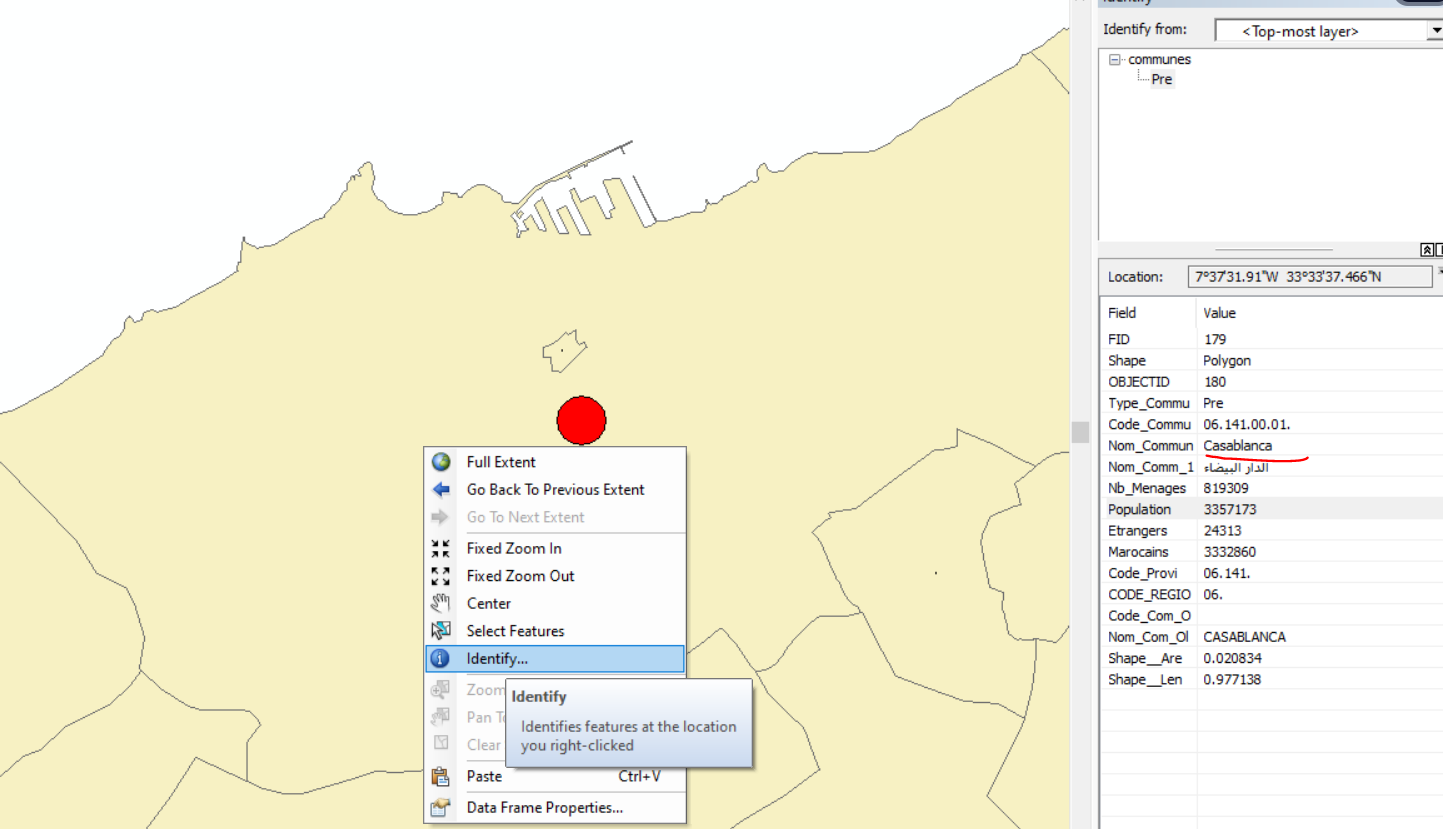 Full Extent
Go Back To Previous Extent
Go To Next Extent
Fixed Zoom In
Fixed Zoom Out
Center
Select Features
Identify...
Zoom
Pan
Clear
Identify
Identifies features at the location
you right-clicked
Paste Ctrl+V
Data Frame Properties...
Identify
Identify from: <Top-most layer>
communes
Pre
Location: 7°37'31.91"W 33°33'37.466"N
Field Value
FID 179
Shape Polygon
OBJECTID 180
Type_Commu Pre
Code_Commu 06.141.00.01.
Nom_Commun Casablanca
Nom_Comm_1 الدار البيضاء
Nb_Menages 819309
Population 3357173
Etrangers 24313
Marocains 3332860
Code_Provi 06.141.
CODE_REGIO 06.
Code_Com_O
Nom_Com_Ol CASABLANCA
Shape__Are 0.020834
Shape__Len 0.977138